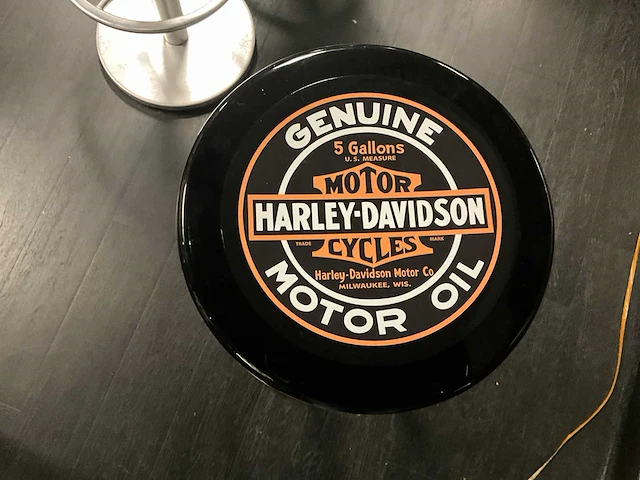 GENUINE
5 Gallons
U.S. MEASURE
MOTOR
HARLEY-DAVIDSON
TRADE MARK
CYCLES
Harley-Davidson Motor Co
MILWAUKEE, WIS.
MOTOR OIL